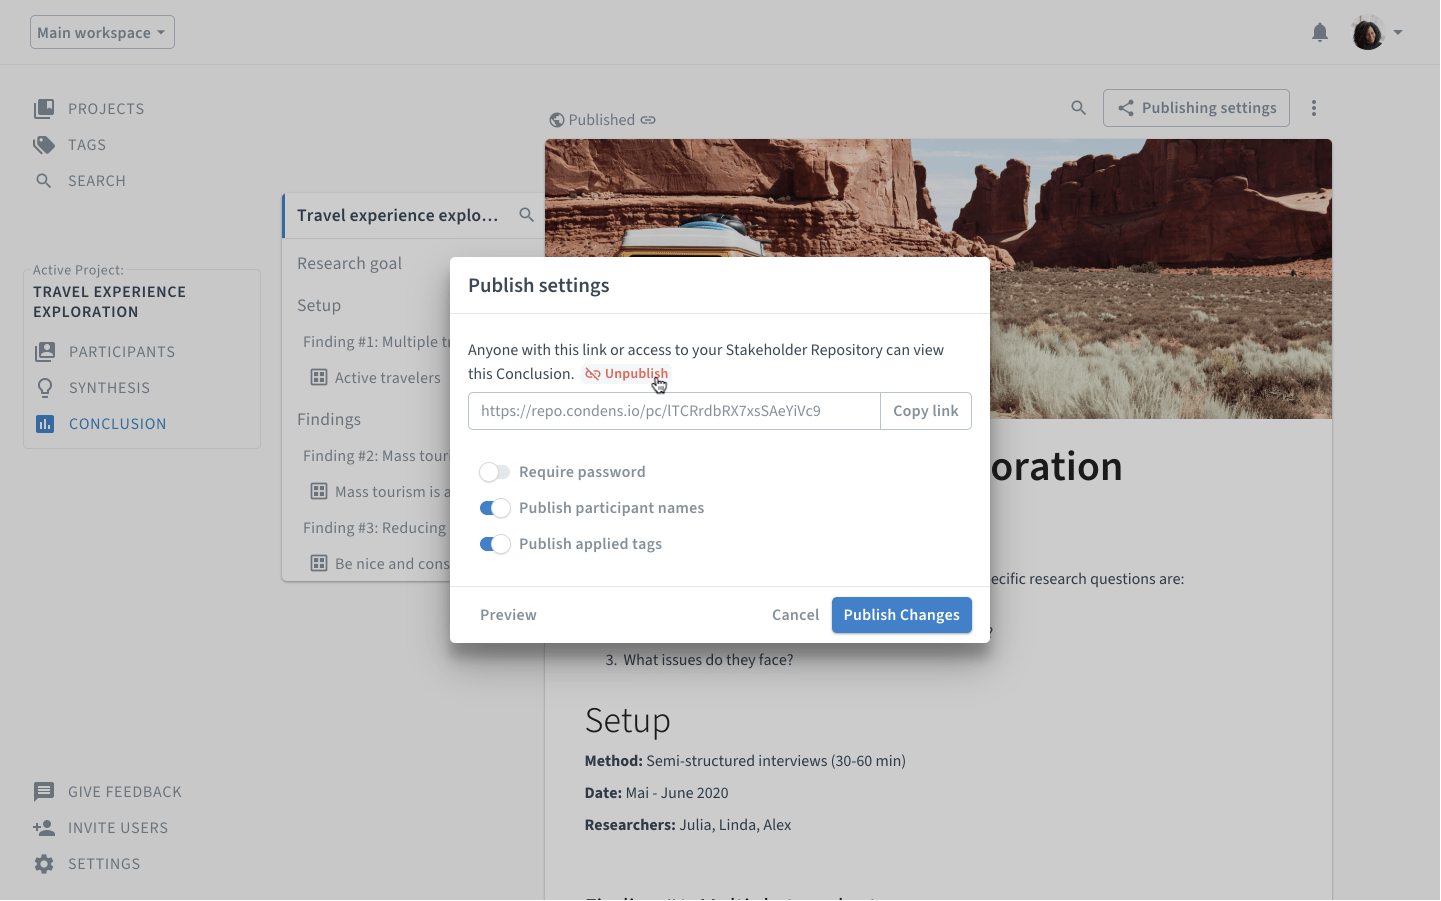 Main workspace
PROJECTS
TAGS
SEARCH
Active Project:
TRAVEL EXPERIENCE
EXPLORATION
PARTICIPANTS
SYNTHESIS
CONCLUSION
GIVE FEEDBACK
INVITE USERS
SETTINGS
Travel experience explo...
Research goal
Setup
Finding #1: Multiple
Active travelers
Findings
Finding #2: Mass tour
Mass tourism is a
Finding #3: Reducing
Be nice and cons
Published
Publishing settings
Publish settings
Anyone with this link or access to your Stakeholder Repository can view
this Conclusion. Unpublish
https://repo.condens.io/pc/lTCRrdbRX7xsSAeYiVc9
Copy link
Require password
Publish participant names
Publish applied tags
Preview
Cancel
Publish Changes
oration
ecific research questions are:
?
3. What issues do they face?
Setup
Method: Semi-structured interviews (30-60 min)
Date: Mai - June 2020
Researchers: Julia, Linda, Alex